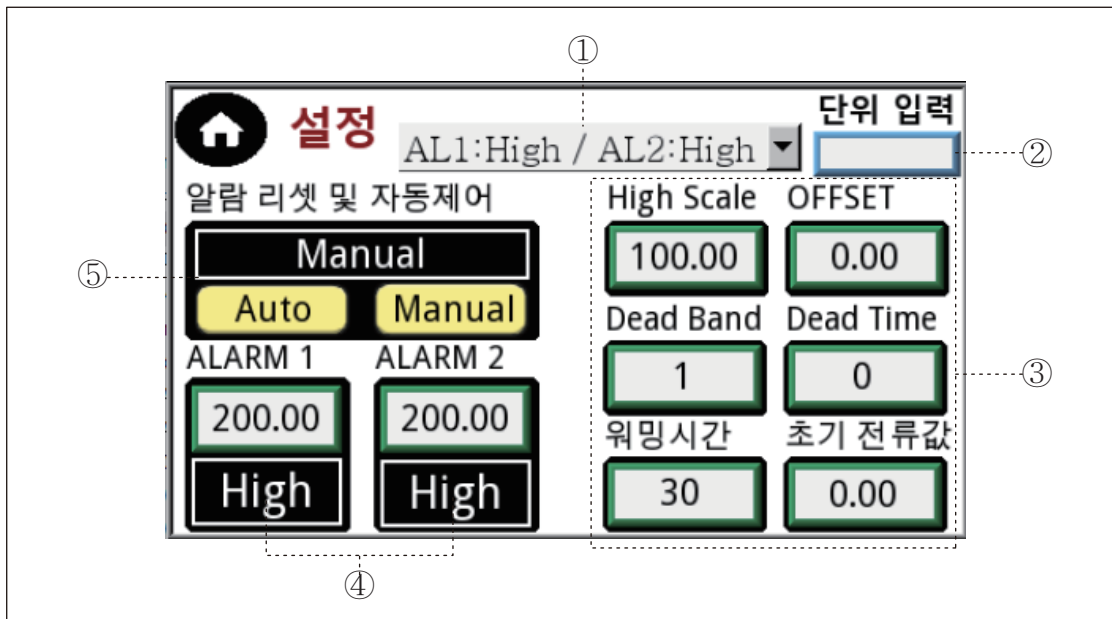 ①
설정
AL1:High / AL2:High
단위 입력
②
알람 리셋 및 자동제어
Manual
Auto Manual
⑤
ALARM 1 ALARM 2
200.00 200.00
High High
④
High Scale OFFSET
100.00 0.00
Dead Band Dead Time
1 0
③
워밍시간 초기 전류값
30 0.00